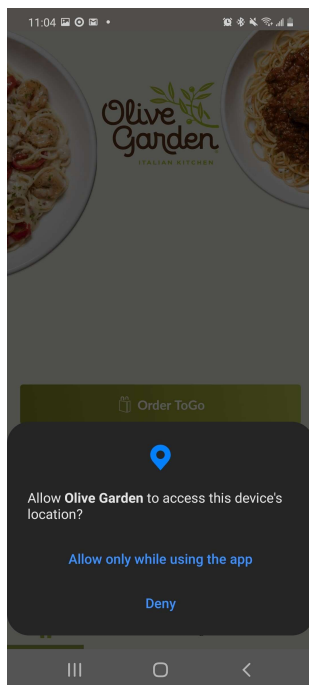 11:04
Olive
Garden
ITALIAN KITCHEN
Order ToGo
Allow Olive Garden to access this device's
location?
Allow only while using the app
Deny